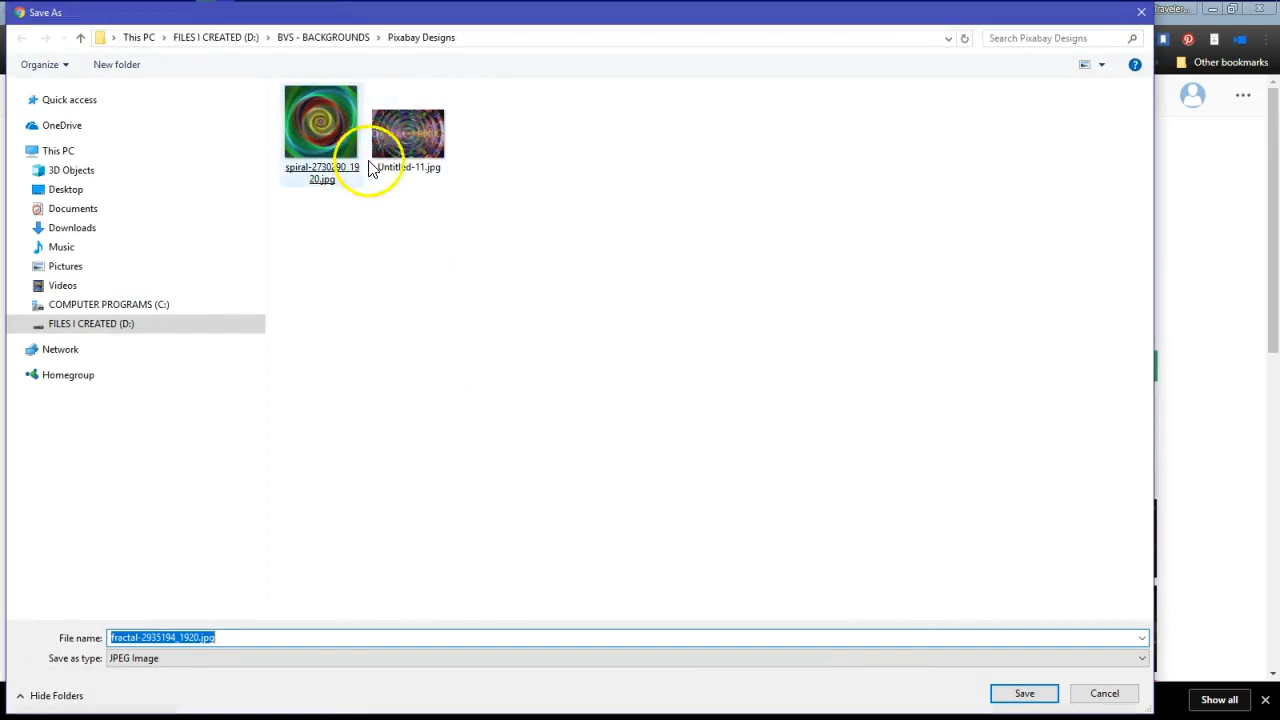 Save As
Traveler...
This PC
FILES I CREATED (D:)
BVS - BACKGROUNDS
Pixabay Designs
Search Pixabay Designs
Organize
New folder
Other bookmarks
Quick access
OneDrive
This PC
3D Objects
Desktop
Documents
Downloads
Music
Pictures
Videos
COMPUTER PROGRAMS (C:)
FILES I CREATED (D:)
Network
Homegroup
spiral-2730290_19
20.jpg
Untitled-11.jpg
File name:
fractal-2935194_1920.jpg
Save as type:
JPEG Image
Hide Folders
Save
Cancel
Show all